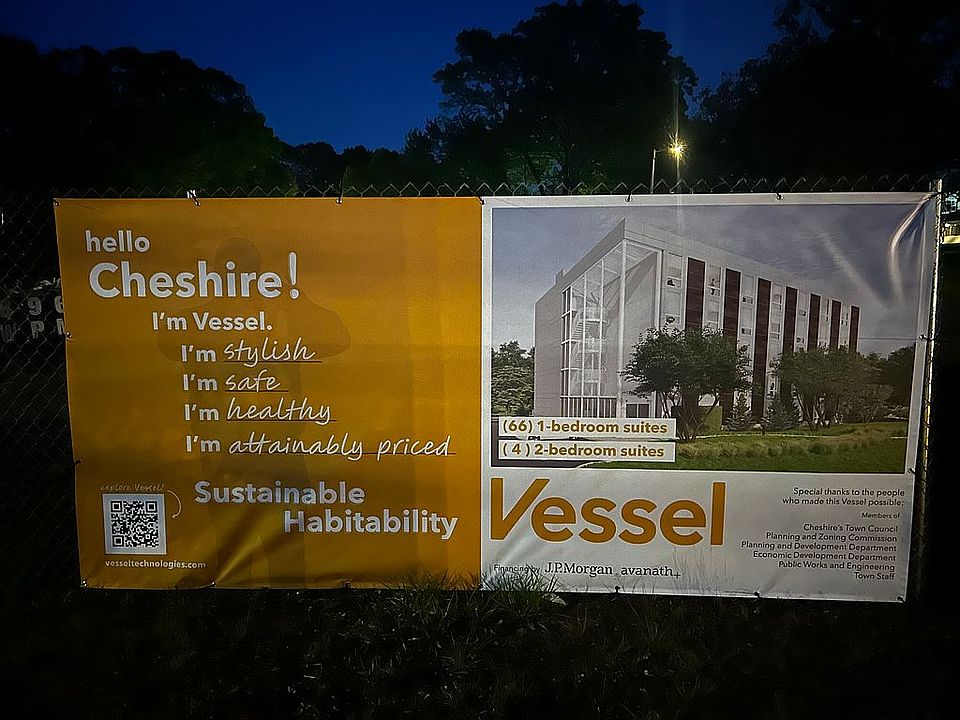 hello
Cheshire!
I'm Vessel.
I'm stylish
I'm safe
I'm healthy
I'm attainably priced
Sustainable
Habitability
explore Vessel!
vesseltechnologies.com
(66) 1-bedroom suites
( 4 ) 2-bedroom suites
Vessel
Financing by J.P.Morgan avanath
Special thanks to the people
who made this Vessel possible:
Members of
Cheshire's Town Council
Planning and Zoning Commission
Planning and Development Department
Economic Development Department
Public Works and Engineering
Town Staff